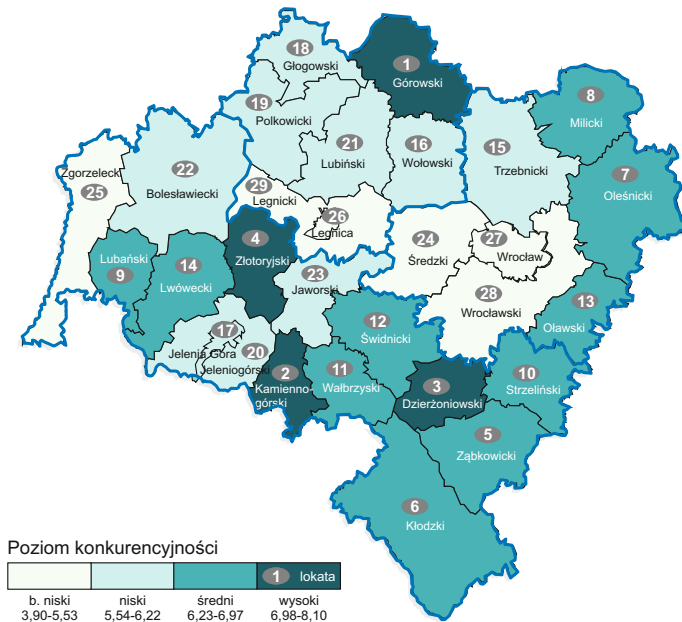 18
Głogowski
1
Górowski
8
Milicki
19
Polkowicki
21
Lubiński
16
Wołowski
15
Trzebnicki
7
Oleśnicki
22
Bolesławiecki
Zgorzelecki
25
29
Legnicki
26
Legnica
24
Średzki
27
Wrocław
4
Złotoryjski
Lubański
9
14
Lwówecki
23
Jaworski
28
Wrocławski
13
Oławski
12
Świdnicki
17
Jelenia Góra
20
Jeleniogórski
2
Kamienno-
górski
11
Wałbrzyski
3
Dzierżoniowski
10
Strzeliński
5
Ząbkowicki
6
Kłodzki
Poziom konkurencyjności
1 lokata
b. niski niski średni wysoki
3,90-5,53 5,54-6,22 6,23-6,97 6,98-8,10